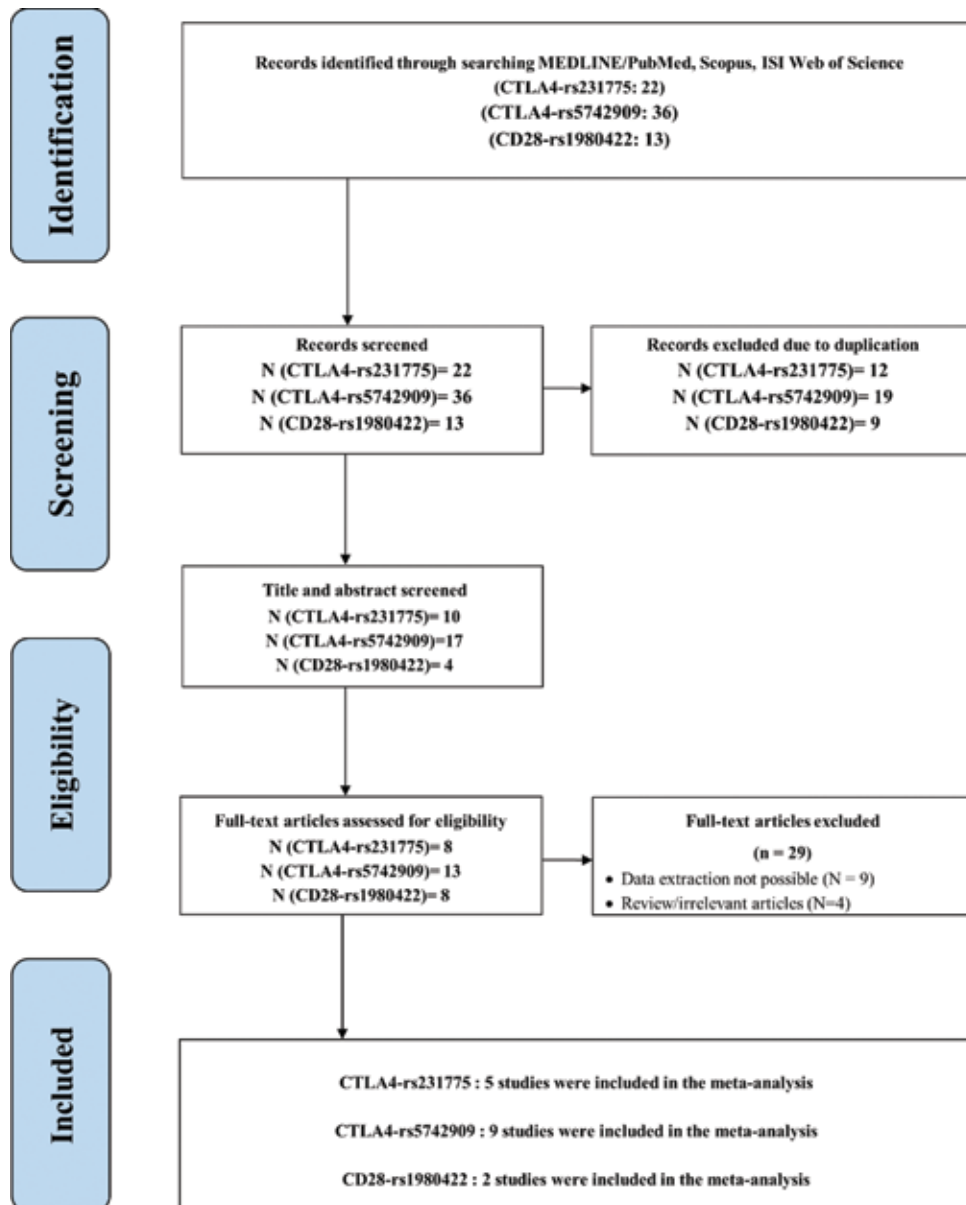 Identification
Records identified through searching MEDLINE/PubMed, Scopus, ISI Web of Science
(CTLA4-rs231775: 22)
(CTLA4-rs5742909: 36)
(CD28-rs1980422: 13)
Screening
Records screened
N (CTLA4-rs231775)= 22
N (CTLA4-rs5742909)= 36
N (CD28-rs1980422)= 13
Records excluded due to duplication
N (CTLA4-rs231775)= 12
N (CTLA4-rs5742909)= 19
N (CD28-rs1980422)= 9
Title and abstract screened
N (CTLA4-rs231775)= 10
N (CTLA4-rs5742909)=17
N (CD28-rs1980422)= 4
Eligibility
Full-text articles assessed for eligibility
N (CTLA4-rs231775)= 8
N (CTLA4-rs5742909)= 13
N (CD28-rs1980422)= 8
Full-text articles excluded
(n = 29)
• Data extraction not possible (N = 9)
• Review/irrelevant articles (N=4)
Included
CTLA4-rs231775 : 5 studies were included in the meta-analysis
CTLA4-rs5742909 : 9 studies were included in the meta-analysis
CD28-rs1980422 : 2 studies were included in the meta-analysis